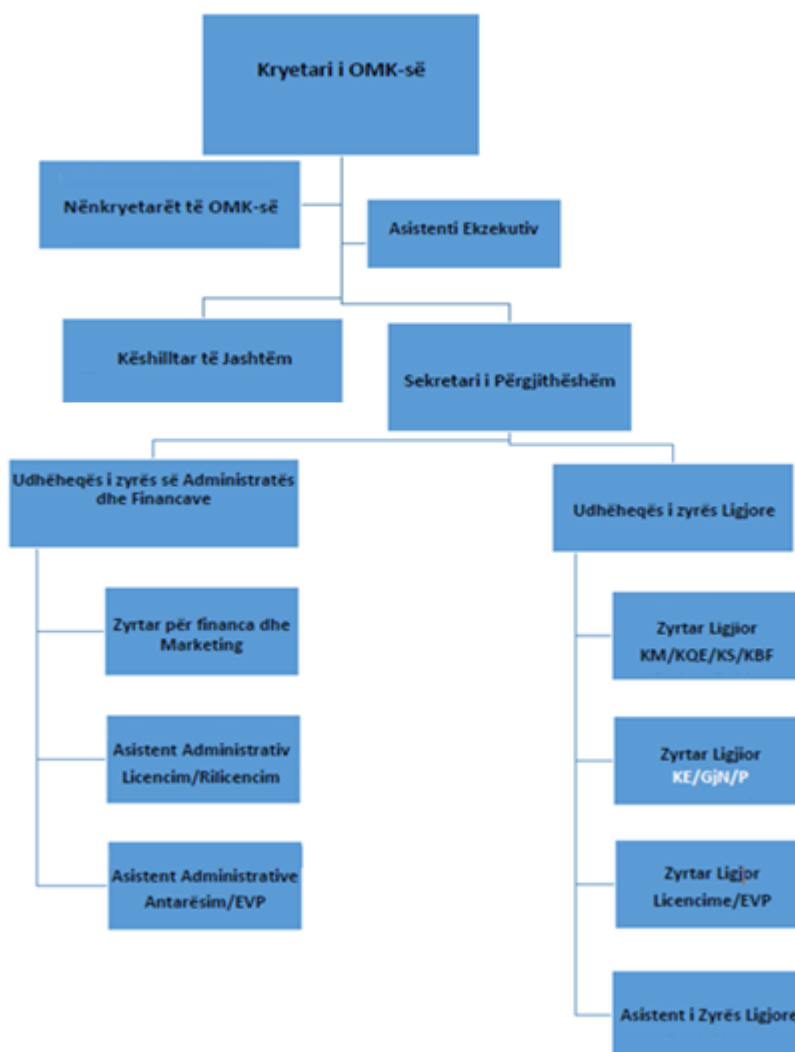 Kryetari i OMK-së
Nënkryetarët të OMK-së
Asistenti Ekzekutiv
Këshilltar të Jashtëm
Sekretari i Përgjithëshëm
Udhëheqës i zyrës së Administratës
dhe Financave
Udhëheqës i zyrës Ligjore
Zyrtar për financa dhe
Marketing
Asistent Administrativ
Licencim/Rilicencim
Asistent Administrative
Antarësim/EVP
Zyrtar Ligjior
KM/KQE/KS/KBF
Zyrtar Ligjior
KE/GjN/P
Zyrtar Ligjor
Licencime/EVP
Asistent i Zyrës Ligjore